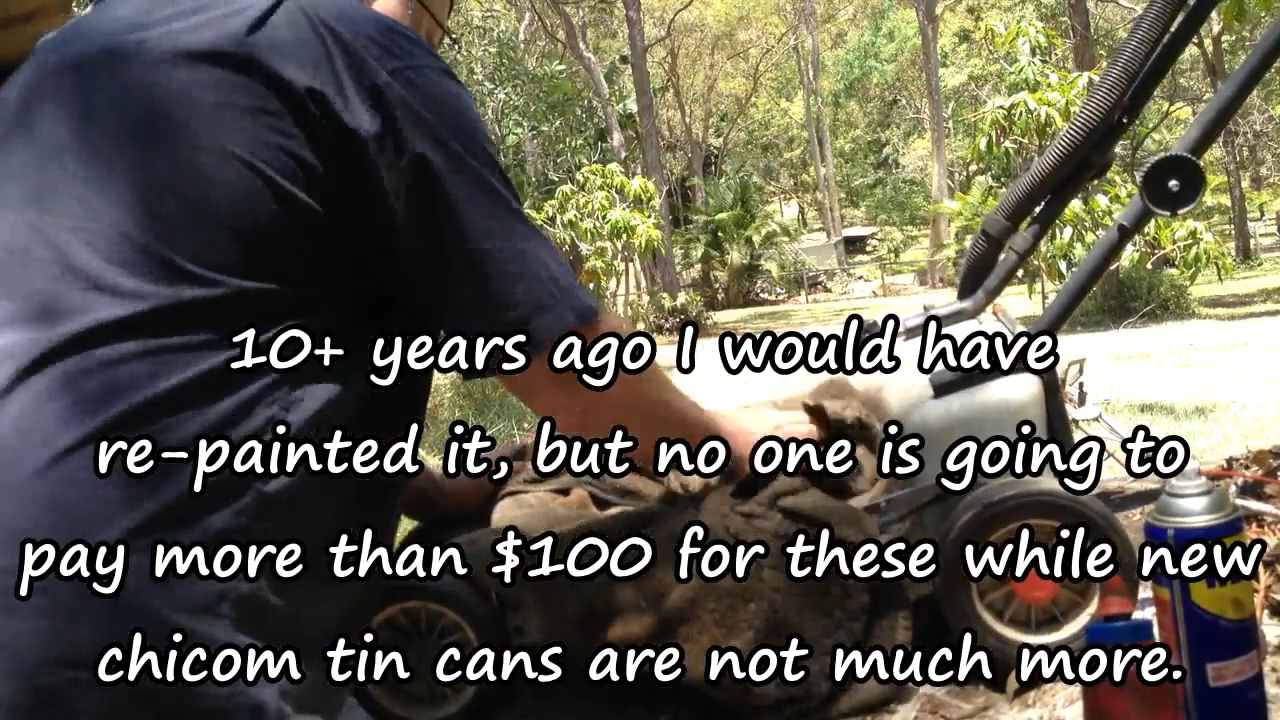 10+ years ago I would have
re-painted it, but no one is going to
pay more than $100 for these while new
chicom tin cans are not much more.